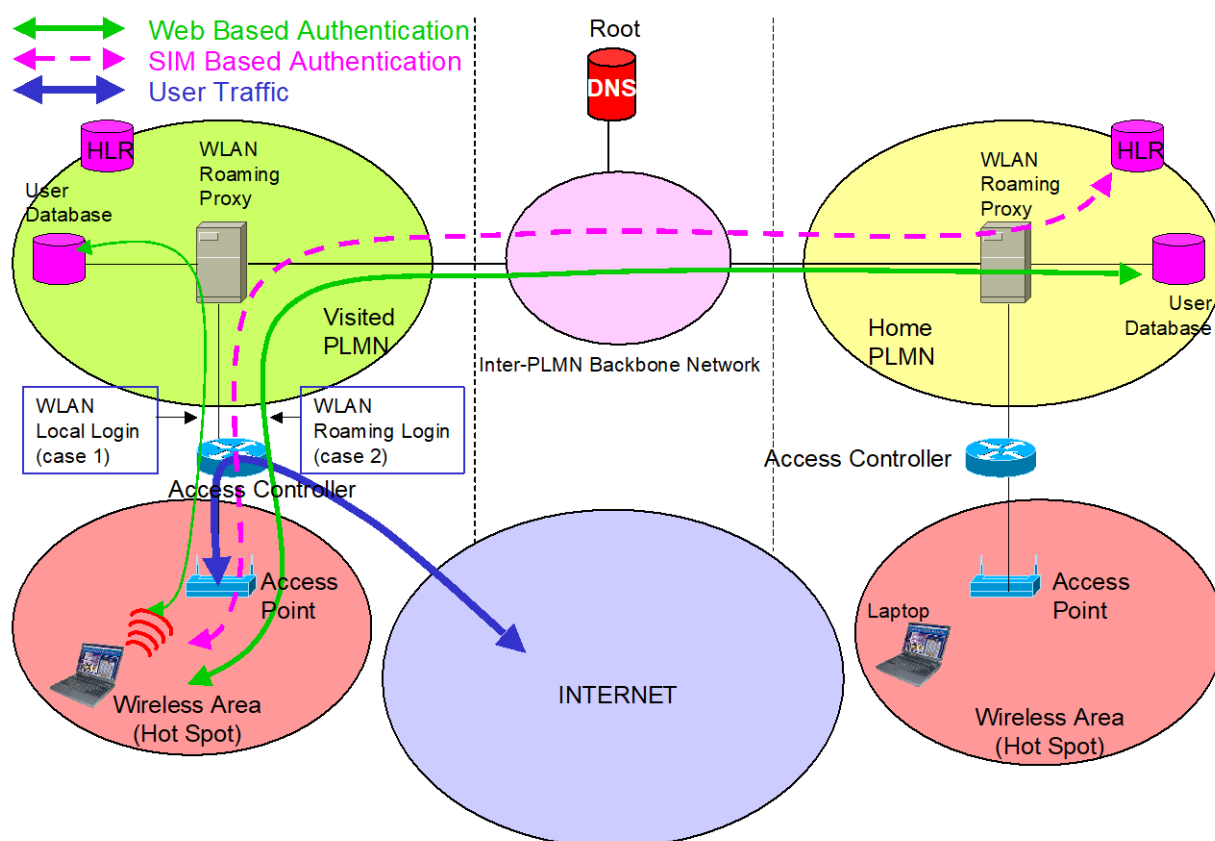 Web Based Authentication
SIM Based Authentication
User Traffic
Root
DNS
HLR
WLAN
Roaming
Proxy
User
Database
Visited
PLMN
Inter-PLMN Backbone Network
WLAN
Roaming
Proxy
HLR
User
Database
Home
PLMN
WLAN
Local Login
(case 1)
WLAN
Roaming Login
(case 2)
Access Controller
Access Controller
Access
Point
Wireless Area
(Hot Spot)
INTERNET
Laptop
Access
Point
Wireless Area
(Hot Spot)